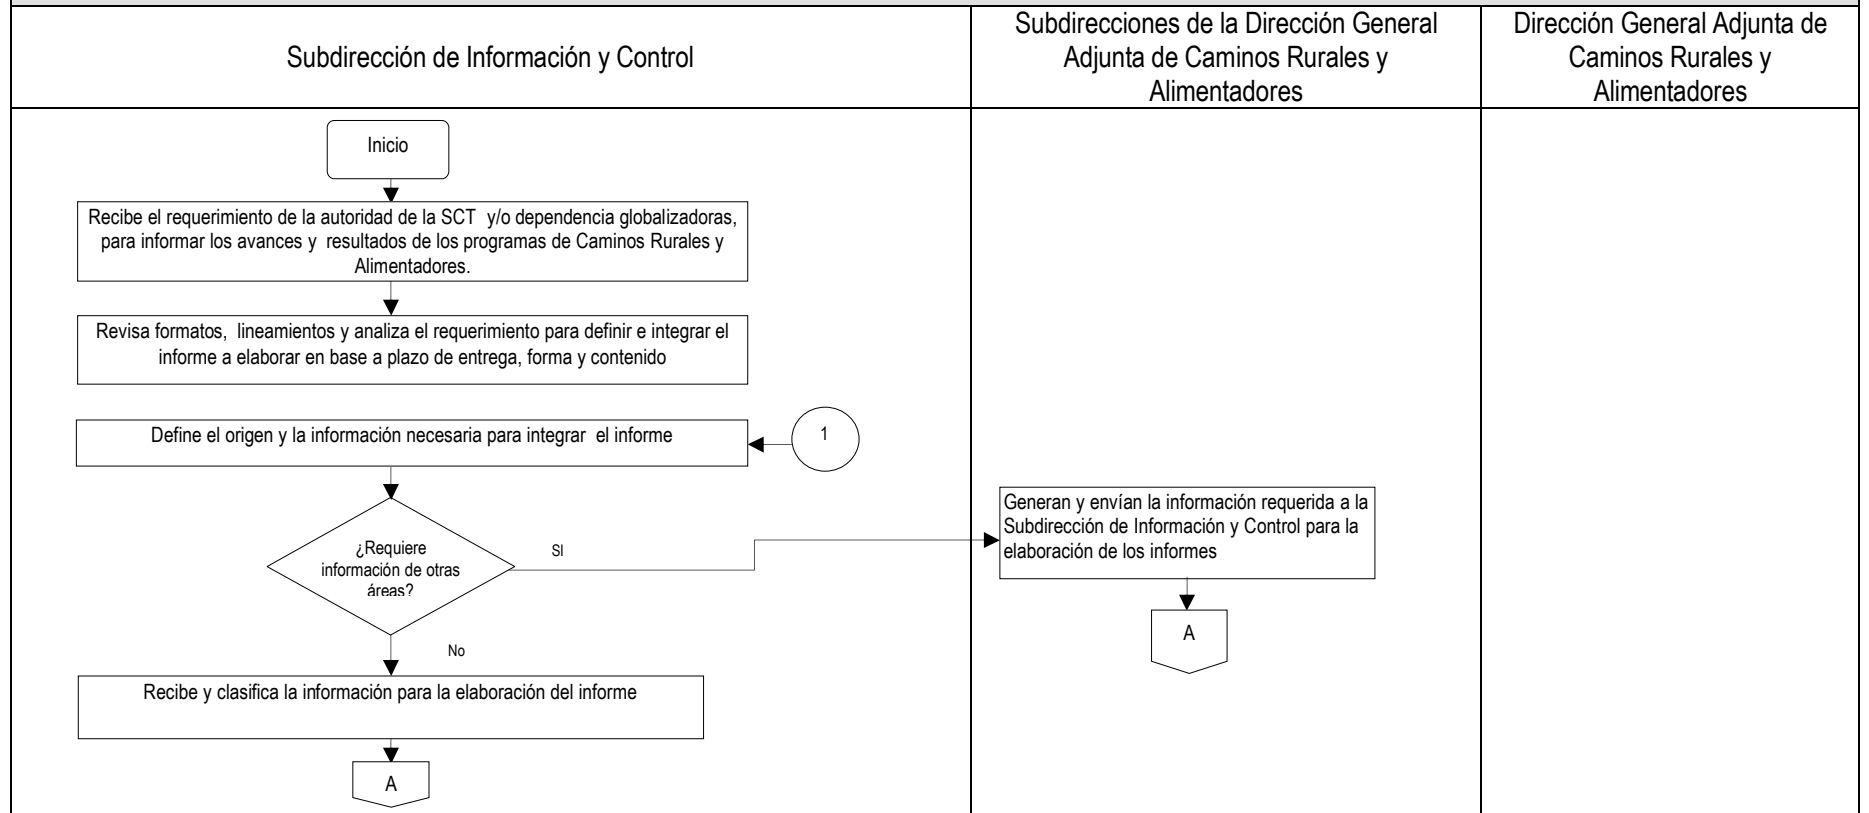 Subdirección de Información y Control
Subdirecciones de la Dirección General
Adjunta de Caminos Rurales y
Alimentadores
Dirección General Adjunta de
Caminos Rurales y
Alimentadores
Inicio
Recibe el requerimiento de la autoridad de la SCT y/o dependencia globalizadoras,
para informar los avances y resultados de los programas de Caminos Rurales y
Alimentadores.
Revisa formatos, lineamientos y analiza el requerimiento para definir e integrar el
informe a elaborar en base a plazo de entrega, forma y contenido
Define el origen y la información necesaria para integrar el informe
1
¿Requiere
información de otras
áreas?
SI
Generan y envían la información requerida a la
Subdirección de Información y Control para la
elaboración de los informes
A
No
Recibe y clasifica la información para la elaboración del informe
A